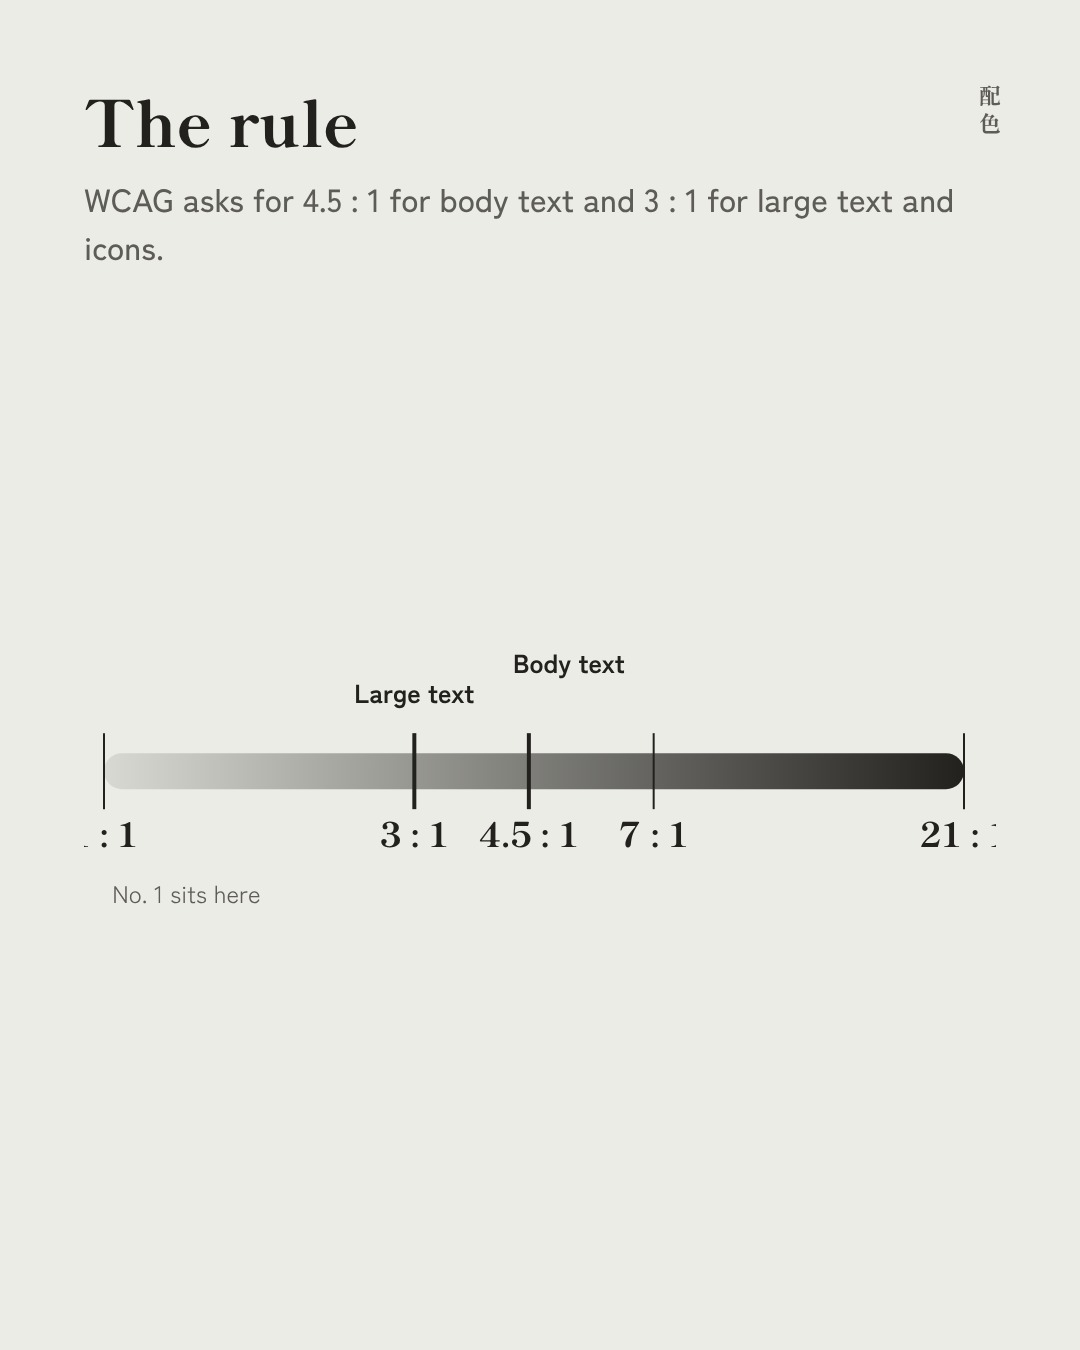 The rule
配色
WCAG asks for 4.5 : 1 for body text and 3 : 1 for large text and
icons.
Body text
Large text
: 1
3 : 1
4.5 : 1
7 : 1
21 :
No. 1 sits here